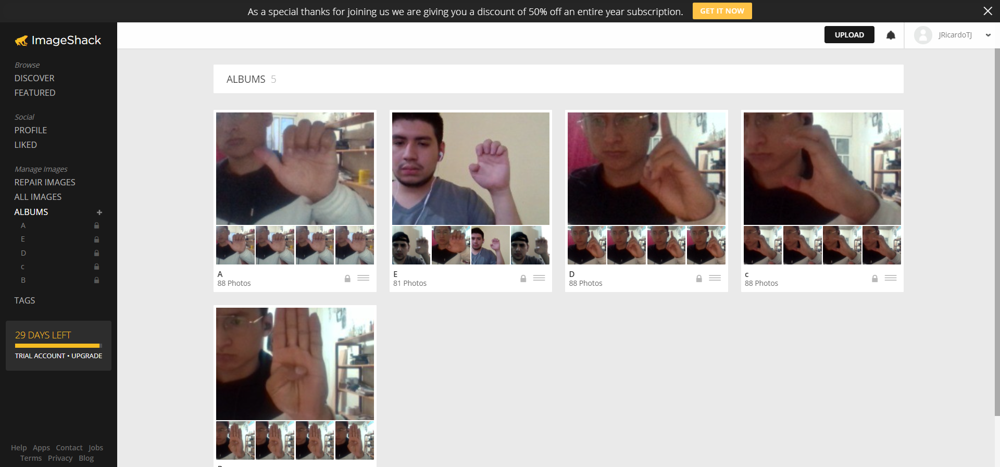 As a special thanks for joining us we are giving you a discount of 50% off an entire year subscription. GET IT NOW
ImageShack
UPLOAD
JRicardoTJ
Browse
DISCOVER
FEATURED
Social
PROFILE
LIKED
Manage Images
REPAIR IMAGES
ALL IMAGES
ALBUMS
A
E
D
c
B
TAGS
29 DAYS LEFT
TRIAL ACCOUNT • UPGRADE
Help Apps Contact Jobs
Terms Privacy Blog
ALBUMS 5
A
88 Photos
E
81 Photos
D
88 Photos
c
88 Photos